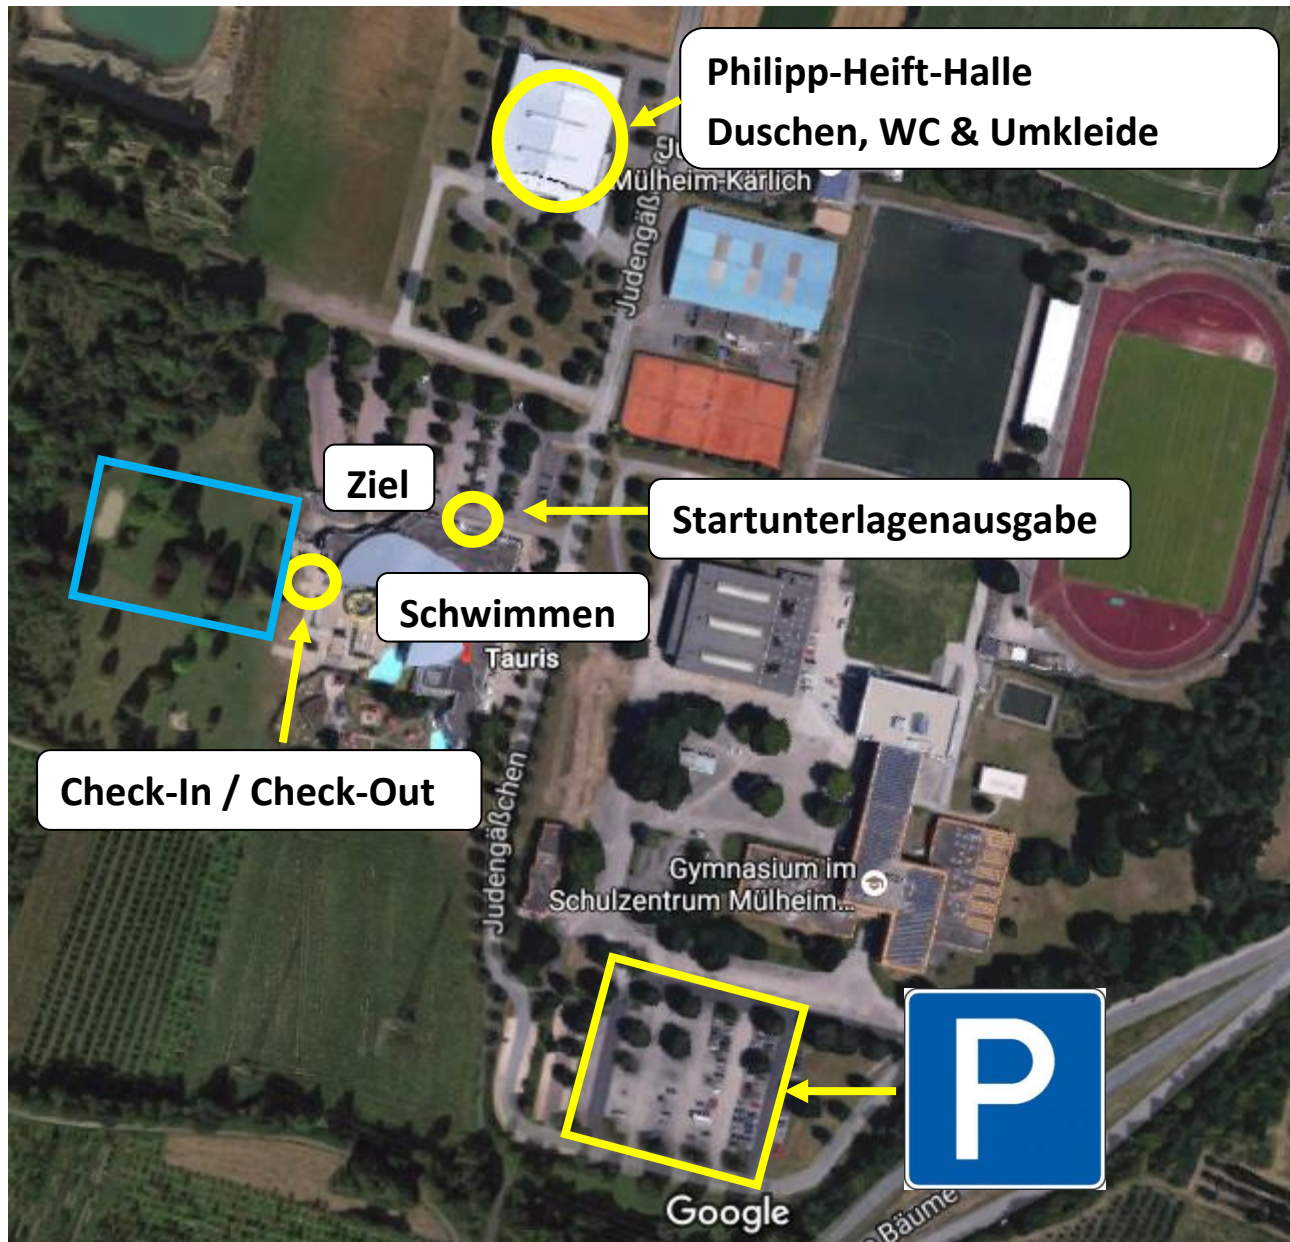 Philipp-Heift-Halle
Duschen, WC & Umkleide
Mülheim-Kärlich
Judengäß
Ziel
Startunterlagenausgabe
Schwimmen
Tauris
Check-In / Check-Out
Judengäßchen
Gymnasium im
Schulzentrum Mülheim...
P
Google
Bäume